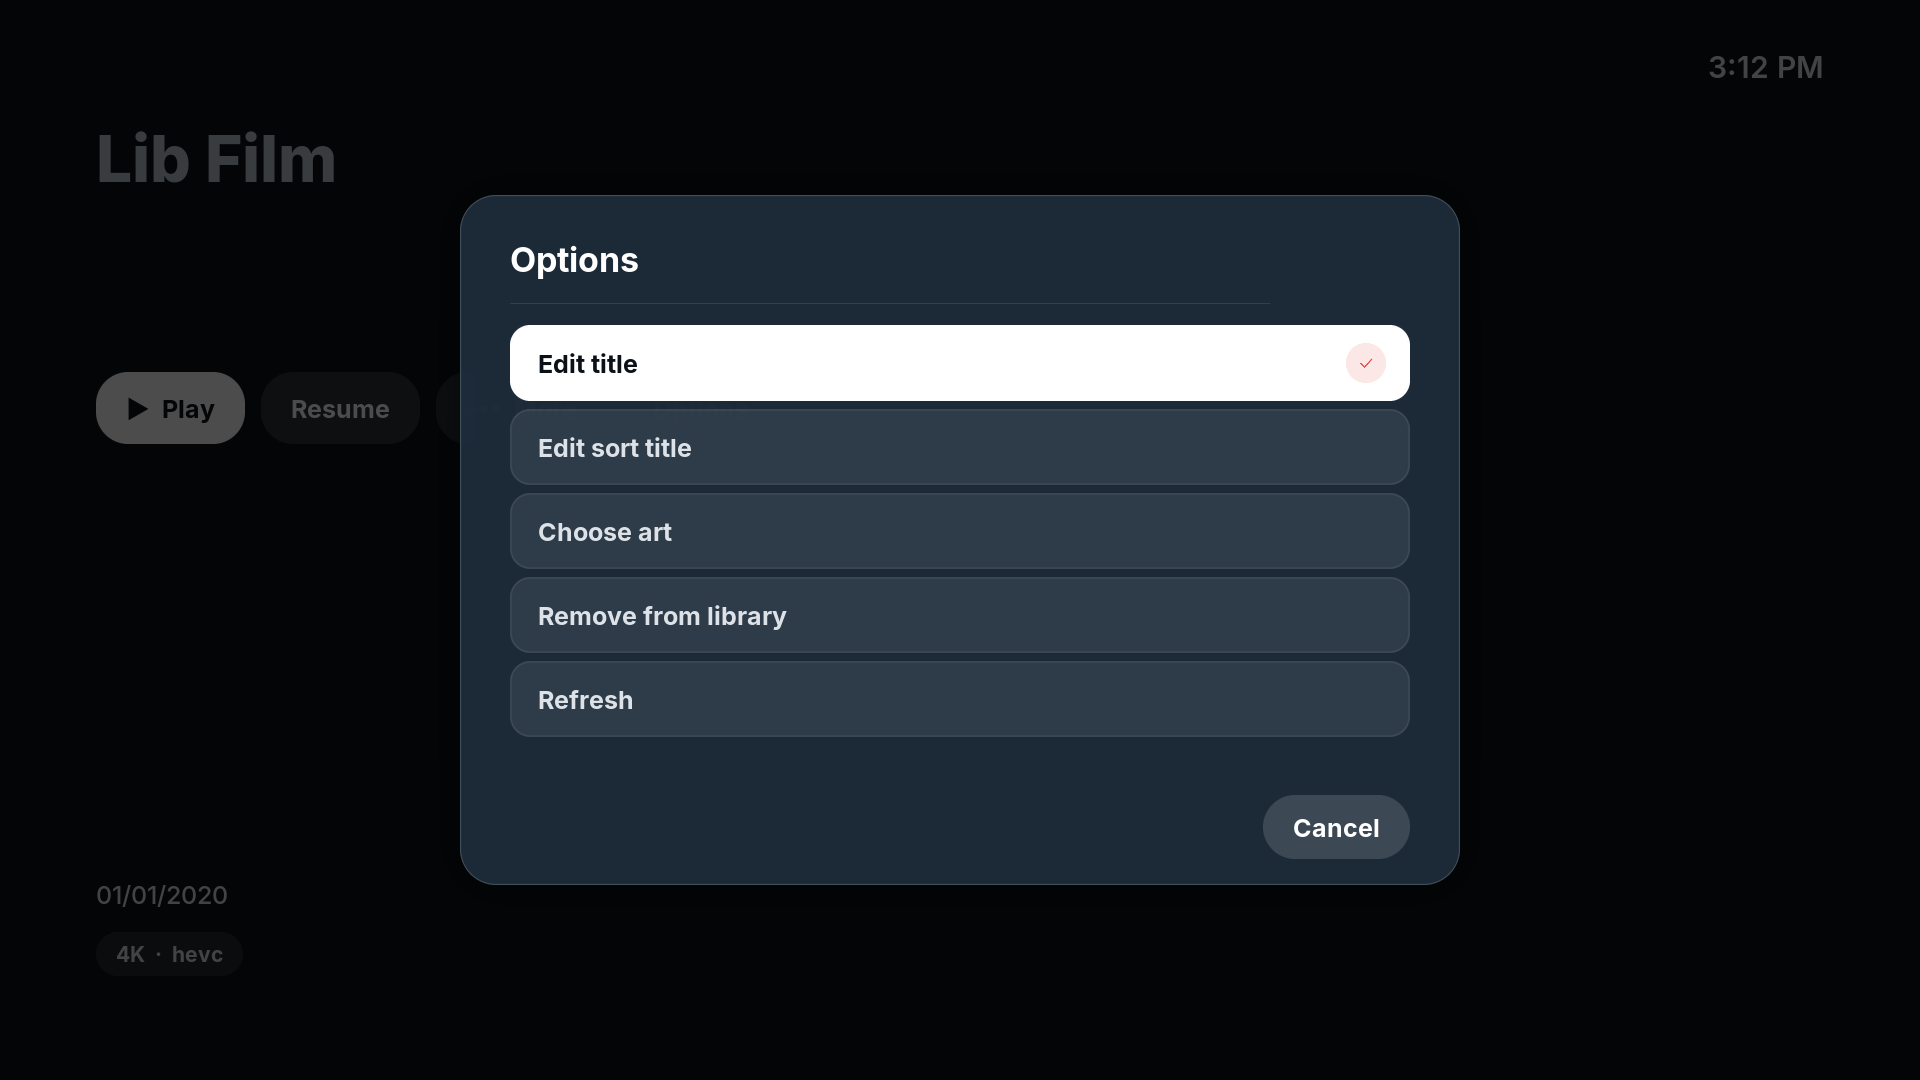 3:12 PM
Lib Film
Options
Edit title
Play
Resume
Edit sort title
Choose art
Remove from library
Refresh
Cancel
01/01/2020
4K · hevc